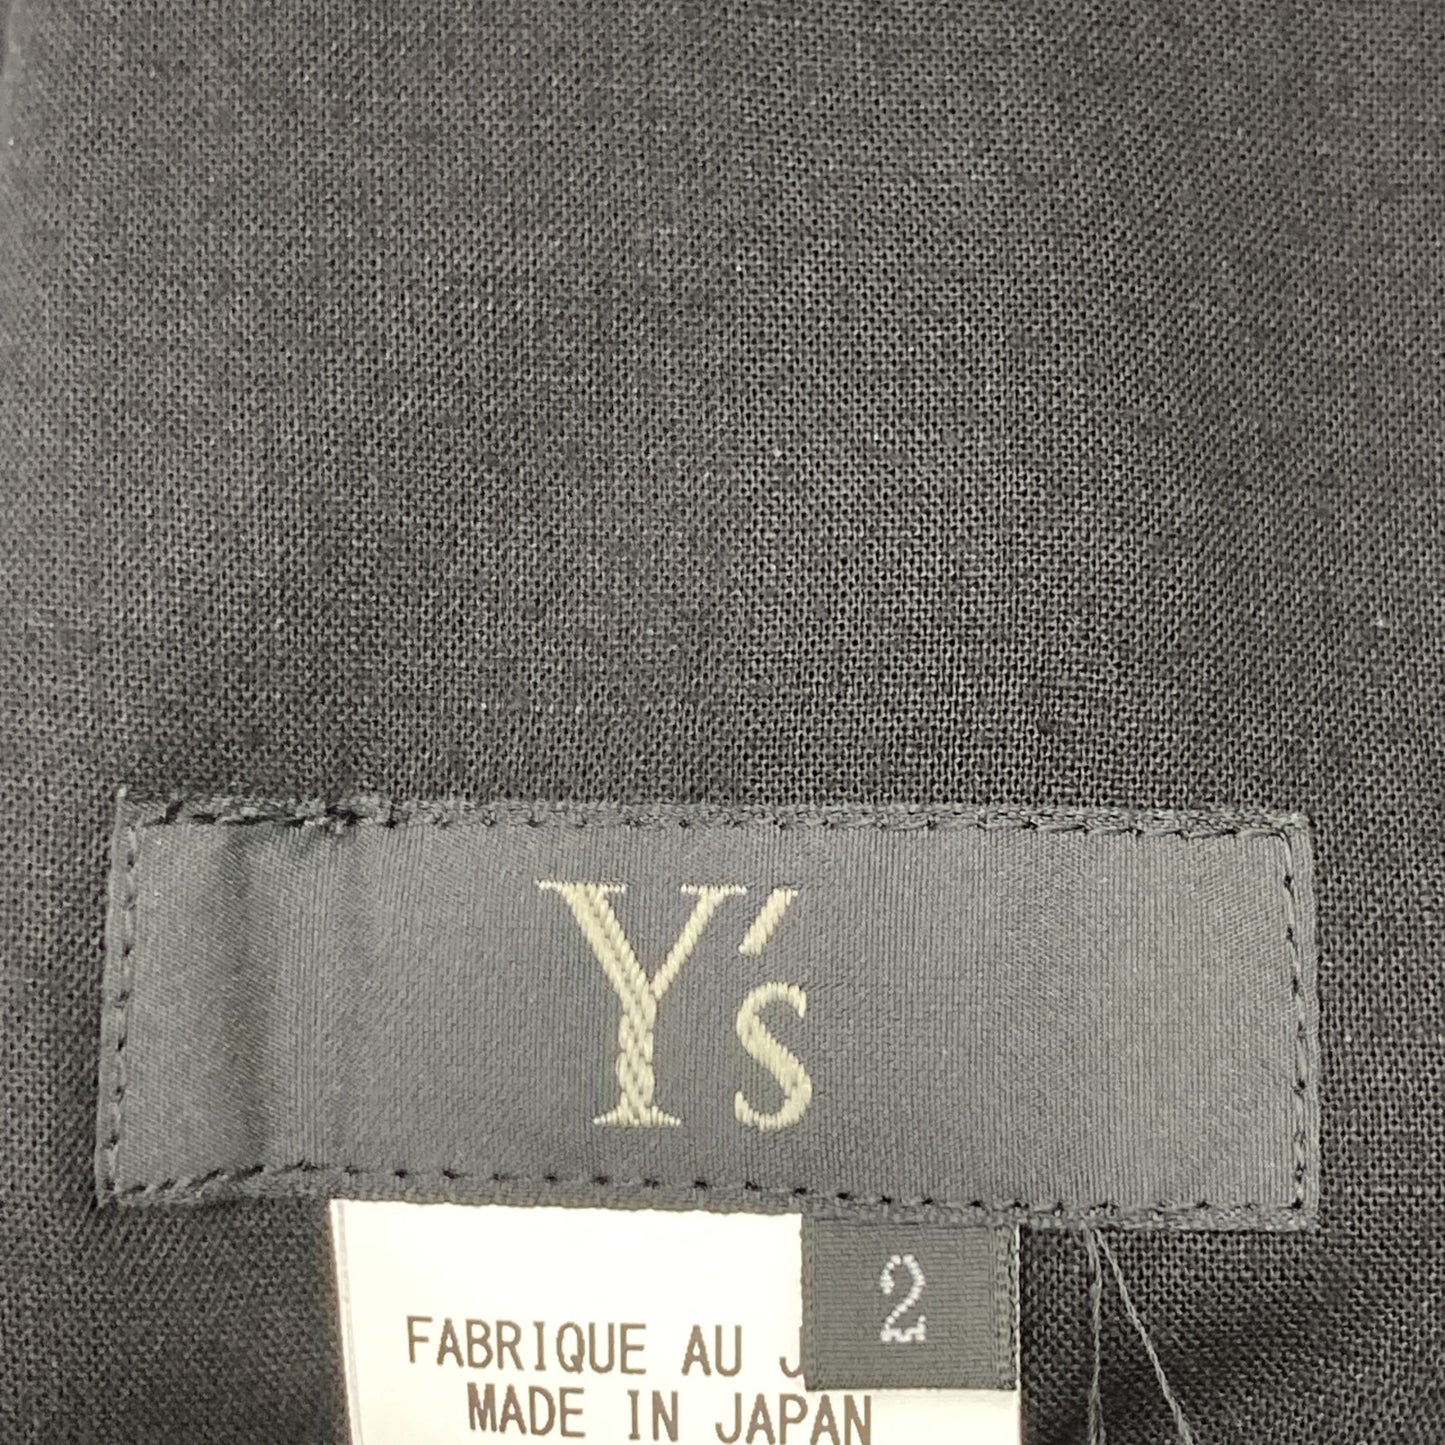 Y's
2
FABRIQUE AU J
MADE IN JAPAN